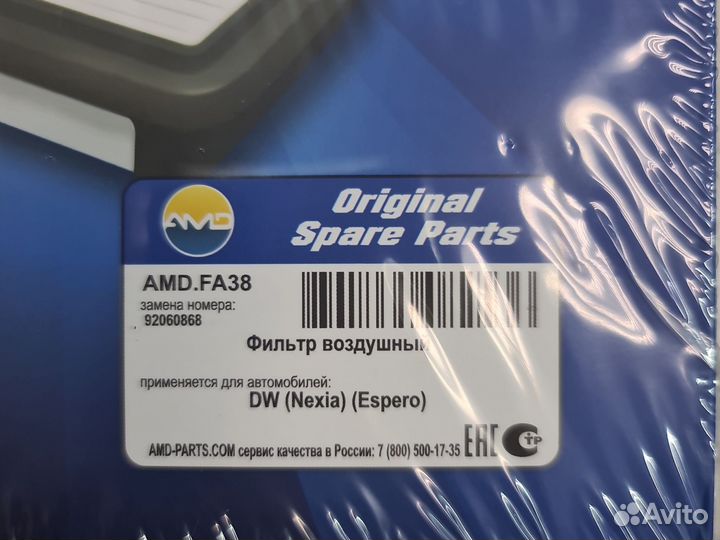 AMD
Original
Spare Parts
AMD.FA38
замена номера:
92060868
Фильтр воздушный
применяется для автомобилей:
DW (Nexia) (Espero)
AMD-PARTS.COM сервис качества в России: 7 (800) 500-17-35
EAC
СТР
Avito